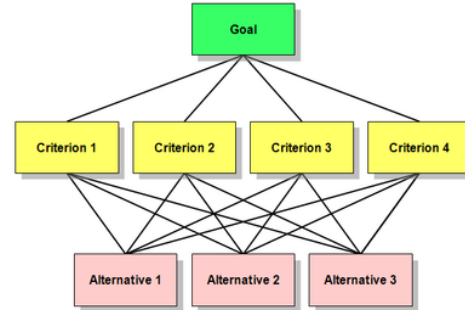 Goal
Criterion 1
Criterion 2
Criterion 3
Criterion 4
Alternative 1
Alternative 2
Alternative 3